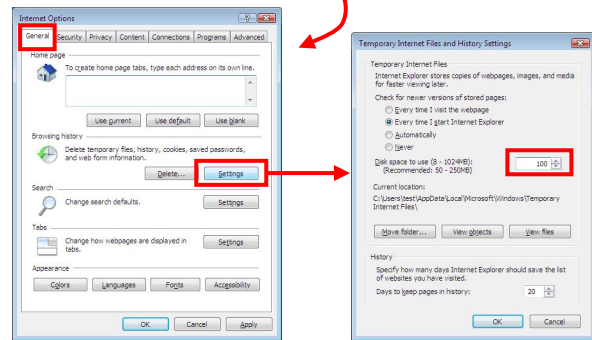 Internet Options
General Security Privacy Content Connections Programs Advanced
Home page
To create home page tabs, type each address on its own line.
Use current Use default Use blank
Browsing history
Delete temporary files, history, cookies, saved passwords,
and web form information.
Delete... Settings
Search
Change search defaults. Settings
Tabs
Change how webpages are displayed in
tabs. Settings
Appearance
Colors Languages Fonts Accessibility
OK Cancel Apply
Temporary Internet Files and History Settings
Temporary Internet Files
Internet Explorer stores copies of webpages, images, and media
for faster viewing later.
Check for newer versions of stored pages:
Every time I visit the webpage
Every time I start Internet Explorer
Automatically
Never
Disk space to use (8 - 1024MB): 100
(Recommended: 50 - 250MB)
Current location:
C:\Users\test\AppData\Local\Microsoft\Windows\Temporary
Internet Files\
Move folder... View objects View files
History
Specify how many days Internet Explorer should save the list
of websites you have visited.
Days to keep pages in history: 20
OK Cancel